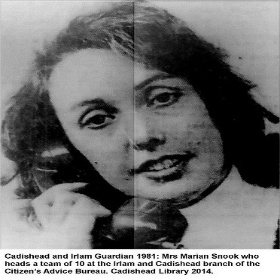 Cadishead and Irlam Guardian 1981: Mrs Marian Snook who
heads a team of 10 at the Irlam and Cadishead branch of the
Citizen's Advice Bureau. Cadishead Library 2014.